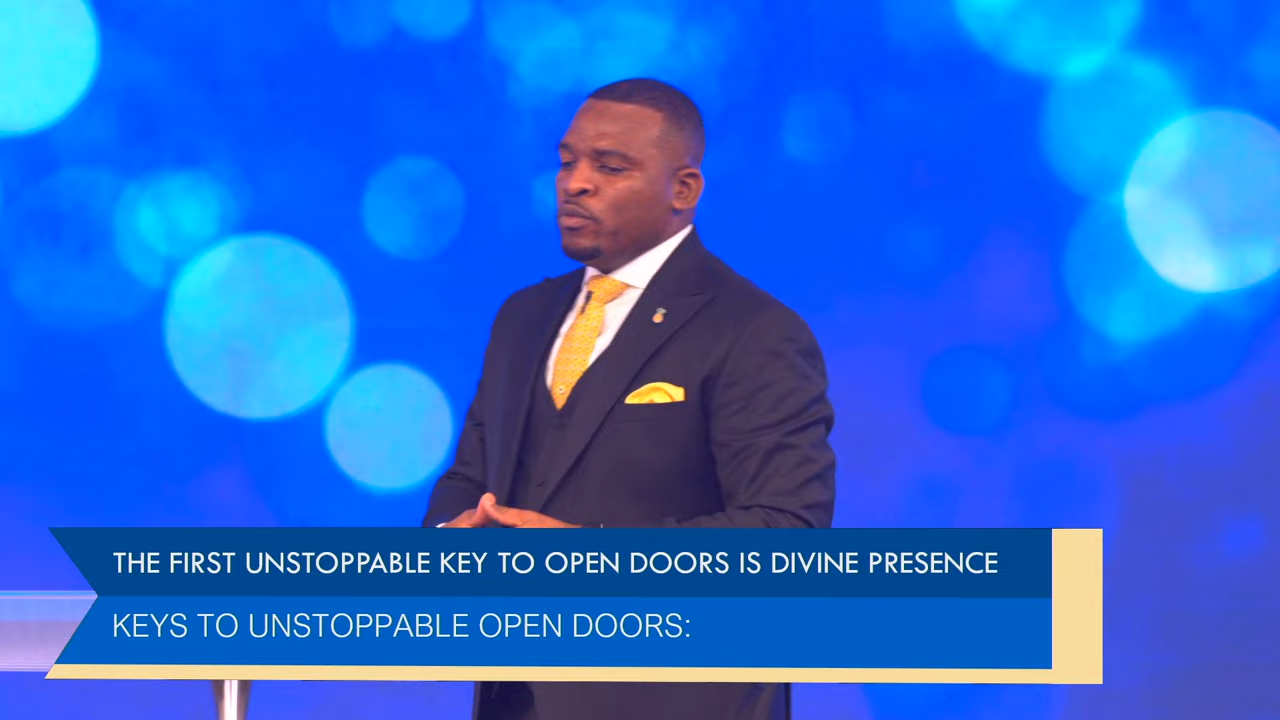 THE FIRST UNSTOPPABLE KEY TO OPEN DOORS IS DIVINE PRESENCE
KEYS TO UNSTOPPABLE OPEN DOORS: